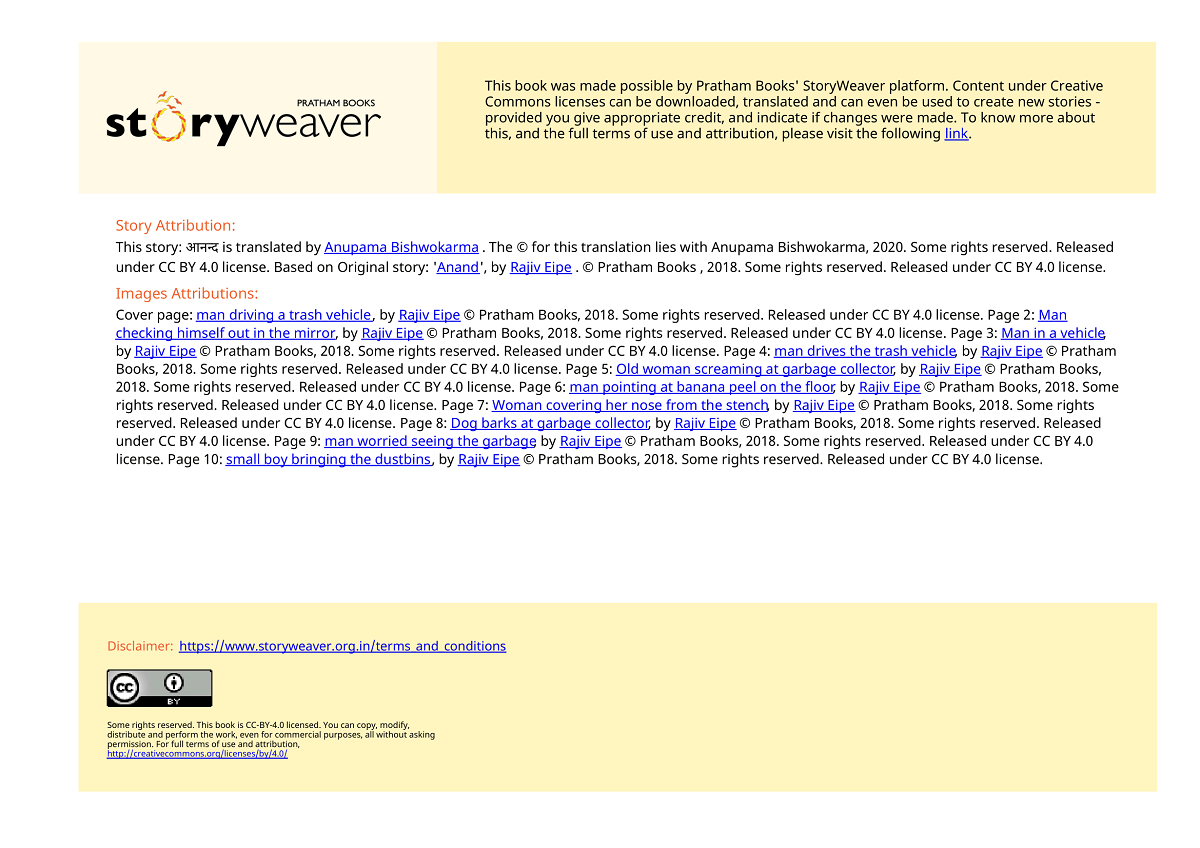 PRATHAM BOOKS
storyweaver
This book was made possible by Pratham Books' StoryWeaver platform. Content under Creative
Commons licenses can be downloaded, translated and can even be used to create new stories -
provided you give appropriate credit, and indicate if changes were made. To know more about
this, and the full terms of use and attribution, please visit the following link.
Story Attribution:
This story: आनन्द is translated by Anupama Bishwokarma . The © for this translation lies with Anupama Bishwokarma, 2020. Some rights reserved. Released
under CC BY 4.0 license. Based on Original story: 'Anand', by Rajiv Eipe . © Pratham Books , 2018. Some rights reserved. Released under CC BY 4.0 license.
Images Attributions:
Cover page: man driving a trash vehicle, by Rajiv Eipe © Pratham Books, 2018. Some rights reserved. Released under CC BY 4.0 license. Page 2: Man
checking himself out in the mirror, by Rajiv Eipe © Pratham Books, 2018. Some rights reserved. Released under CC BY 4.0 license. Page 3: Man in a vehicle,
by Rajiv Eipe © Pratham Books, 2018. Some rights reserved. Released under CC BY 4.0 license. Page 4: man drives the trash vehicle, by Rajiv Eipe © Pratham
Books, 2018. Some rights reserved. Released under CC BY 4.0 license. Page 5: Old woman screaming at garbage collector, by Rajiv Eipe © Pratham Books,
2018. Some rights reserved. Released under CC BY 4.0 license. Page 6: man pointing at banana peel on the floor, by Rajiv Eipe © Pratham Books, 2018. Some
rights reserved. Released under CC BY 4.0 license. Page 7: Woman covering her nose from the stench, by Rajiv Eipe © Pratham Books, 2018. Some rights
reserved. Released under CC BY 4.0 license. Page 8: Dog barks at garbage collector, by Rajiv Eipe © Pratham Books, 2018. Some rights reserved. Released
under CC BY 4.0 license. Page 9: man worried seeing the garbage, by Rajiv Eipe © Pratham Books, 2018. Some rights reserved. Released under CC BY 4.0
license. Page 10: small boy bringing the dustbins, by Rajiv Eipe © Pratham Books, 2018. Some rights reserved. Released under CC BY 4.0 license.
Disclaimer: https://www.storyweaver.org.in/terms_and_conditions
cc
BY
Some rights reserved. This book is CC-BY-4.0 licensed. You can copy, modify,
distribute and perform the work, even for commercial purposes, all without asking
permission. For full terms of use and attribution,
http://creativecommons.org/licenses/by/4.0/